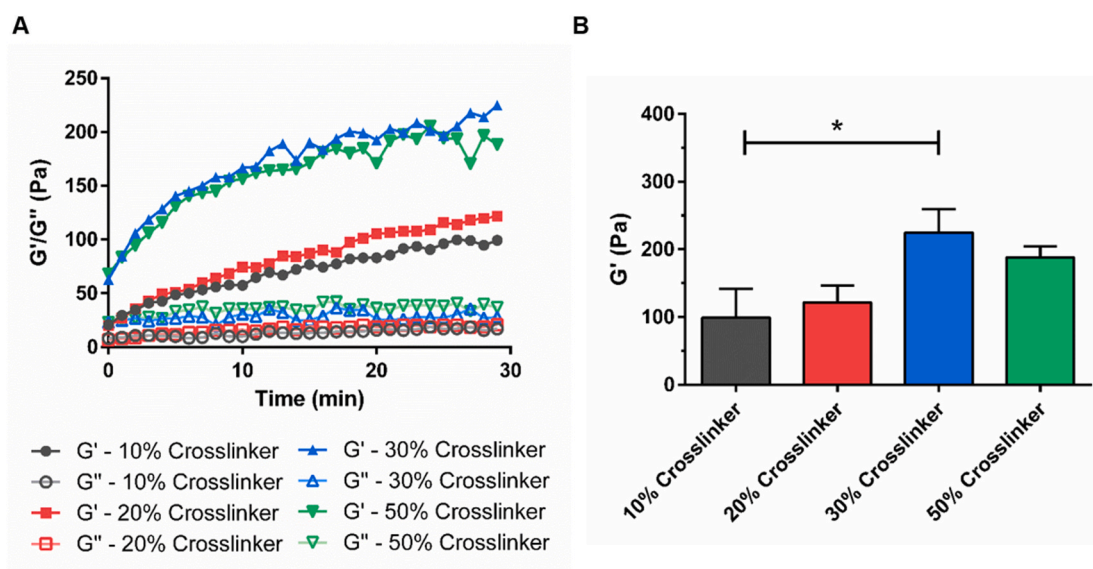 A
B
250
200
150
100
50
0
G'/G'' (Pa)
0 10 20 30
Time (min)
G' - 10% Crosslinker
G'' - 10% Crosslinker
G' - 20% Crosslinker
G'' - 20% Crosslinker
G' - 30% Crosslinker
G'' - 30% Crosslinker
G' - 50% Crosslinker
G'' - 50% Crosslinker
400
300
200
100
0
G' (Pa)
*
10% Crosslinker
20% Crosslinker
30% Crosslinker
50% Crosslinker